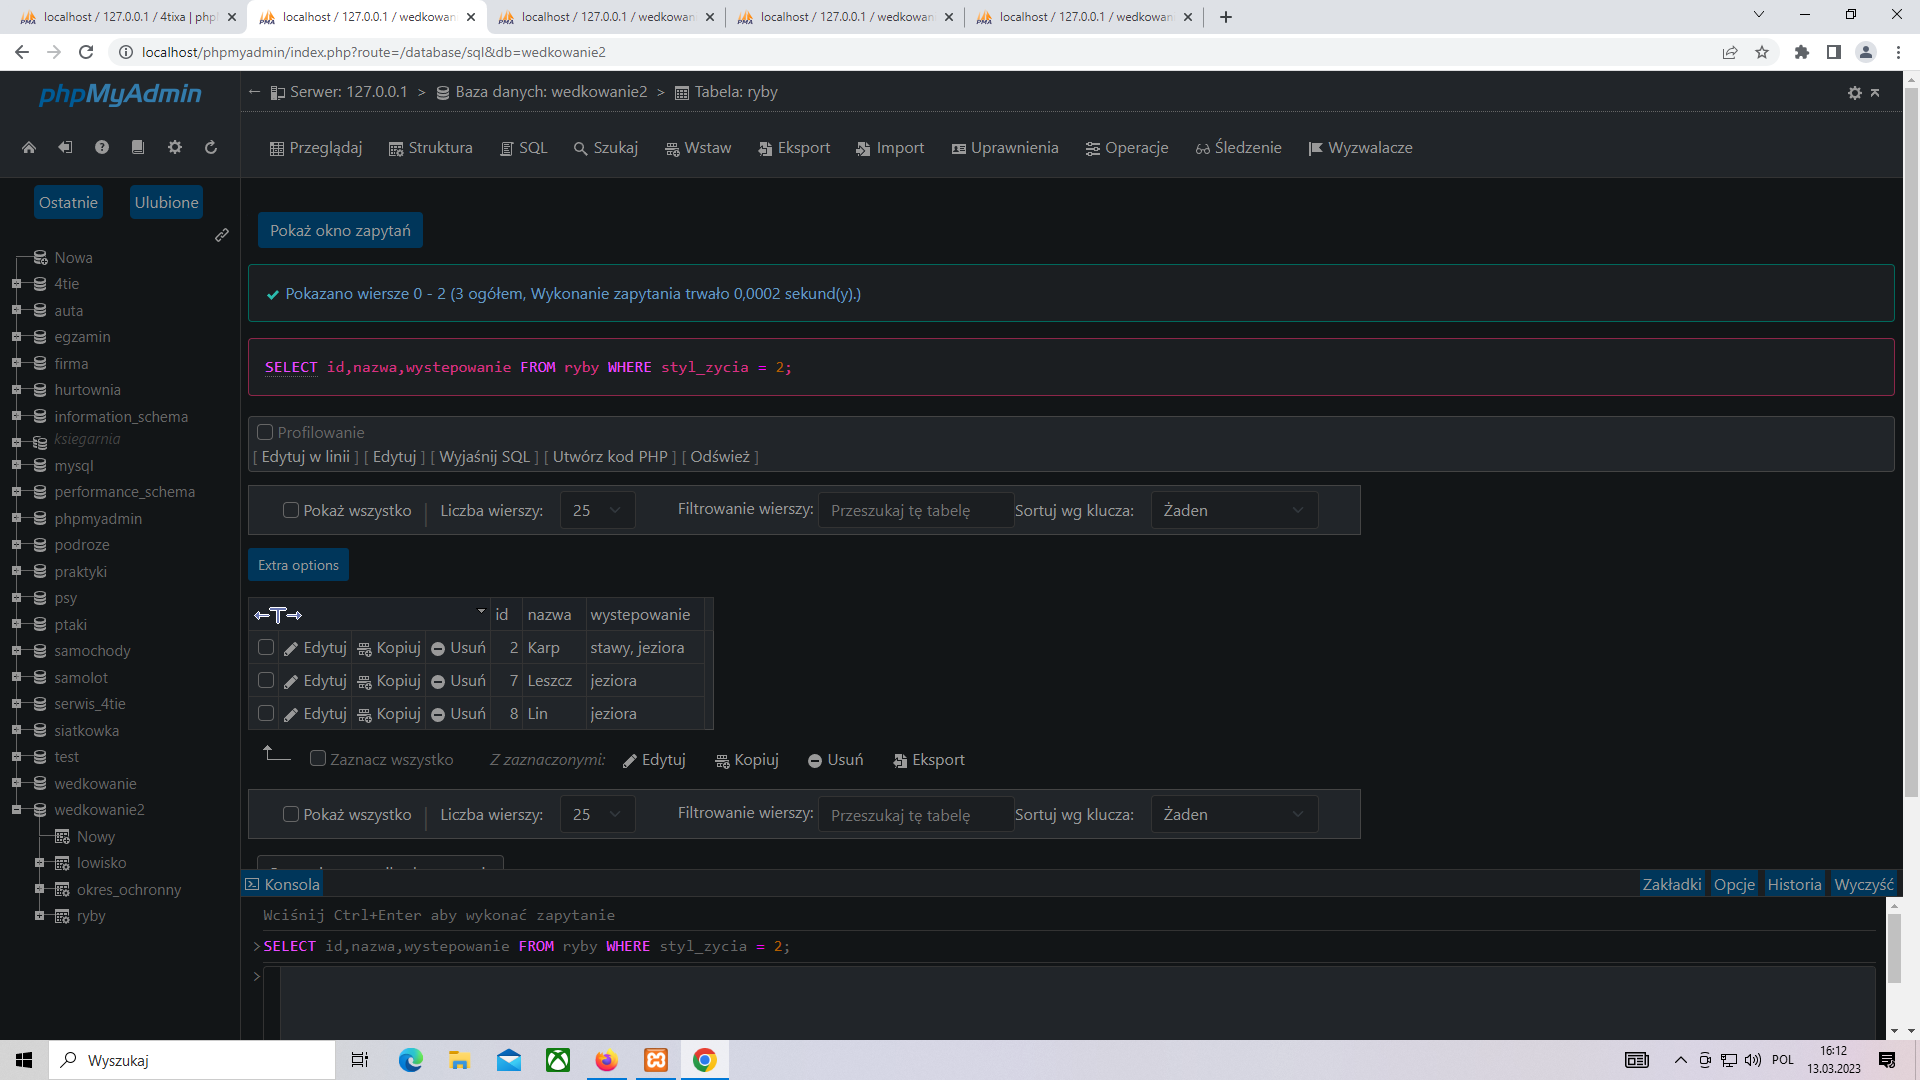 localhost / 127.0.0.1 / 4tixa | php
localhost / 127.0.0.1 / wedkowan
localhost / 127.0.0.1 / wedkowan
localhost / 127.0.0.1 / wedkowan
localhost / 127.0.0.1 / wedkowan
localhost/phpmyadmin/index.php?route=/database/sql&db=wedkowanie2
phpMyAdmin
Serwer: 127.0.0.1 > Baza danych: wedkowanie2 > Tabela: ryby
Przeglądaj Struktura SQL Szukaj Wstaw Eksport Import Uprawnienia Operacje Śledzenie Wyzwalacze
Ostatnie Ulubione
Nowa
4tie
auta
egzamin
firma
hurtownia
information_schema
ksiegarnia
mysql
performance_schema
phpmyadmin
podroze
praktyki
psy
ptaki
samochody
samolot
serwis_4tie
siatkowka
test
wedkowanie
wedkowanie2
Nowy
lowisko
okres_ochronny
ryby
Pokaż okno zapytań
Pokazano wiersze 0 - 2 (3 ogółem, Wykonanie zapytania trwało 0,0002 sekund(y).)
SELECT id,nazwa,wystepowanie FROM ryby WHERE styl_zycia = 2;
Profilowanie
[ Edytuj w linii ] [ Edytuj ] [ Wyjaśnij SQL ] [ Utwórz kod PHP ] [ Odśwież ]
Pokaż wszystko | Liczba wierszy: 25 Filtrowanie wierszy: Przeszukaj tę tabelę Sortuj wg klucza: Żaden
Extra options
←T→ id nazwa wystepowanie
Edytuj Kopiuj Usuń 2 Karp stawy, jeziora
Edytuj Kopiuj Usuń 7 Leszcz jeziora
Edytuj Kopiuj Usuń 8 Lin jeziora
Zaznacz wszystko Z zaznaczonymi: Edytuj Kopiuj Usuń Eksport
Pokaż wszystko | Liczba wierszy: 25 Filtrowanie wierszy: Przeszukaj tę tabelę Sortuj wg klucza: Żaden
Konsola Zakładki Opcje Historia Wyczyść
Wciśnij Ctrl+Enter aby wykonać zapytanie
>SELECT id,nazwa,wystepowanie FROM ryby WHERE styl_zycia = 2;
>
Wyszukaj
POL
16:12
13.03.2023